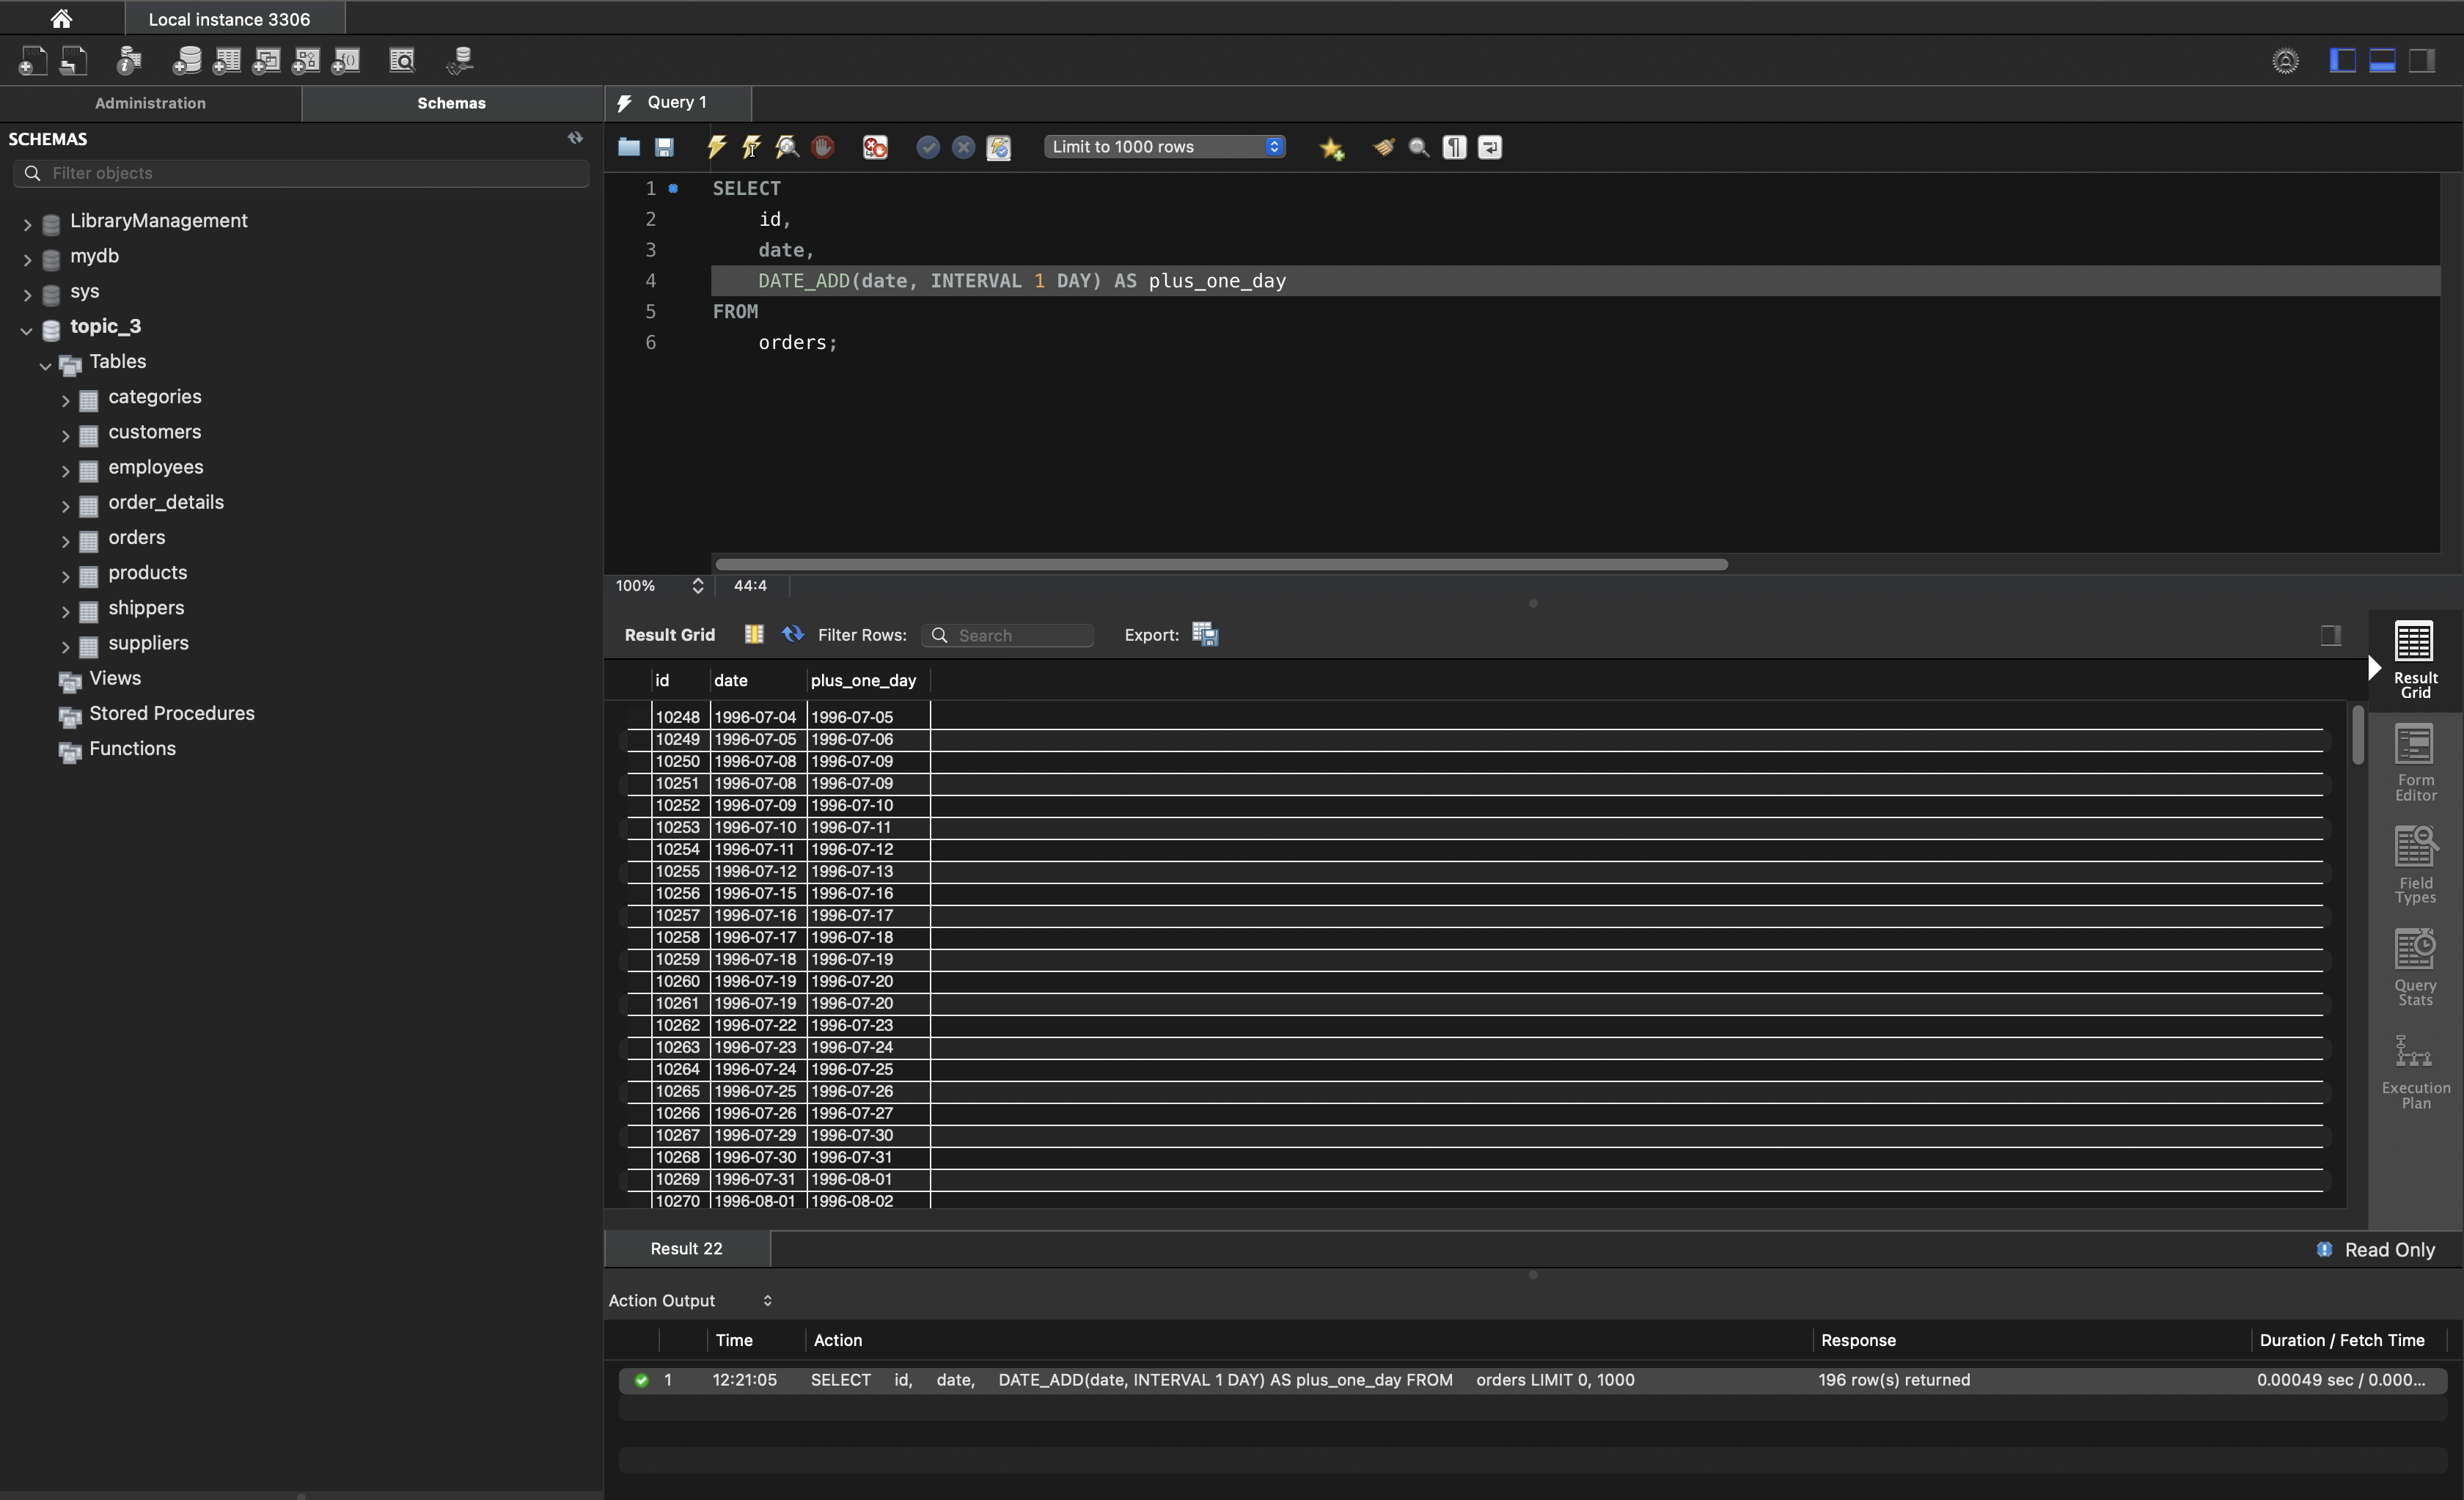 Local instance 3306
Administration
Schemas
Query 1
SCHEMAS
Filter objects
LibraryManagement
mydb
sys
topic_3
Tables
categories
customers
employees
order_details
orders
products
shippers
suppliers
Views
Stored Procedures
Functions
Limit to 1000 rows
1 SELECT
2 id,
3 date,
4 DATE_ADD(date, INTERVAL 1 DAY) AS plus_one_day
5 FROM
6 orders;
100% 44:4
Result Grid Filter Rows: Search Export:
id date plus_one_day
10248 1996-07-04 1996-07-05
10249 1996-07-05 1996-07-06
10250 1996-07-08 1996-07-09
10251 1996-07-08 1996-07-09
10252 1996-07-09 1996-07-10
10253 1996-07-10 1996-07-11
10254 1996-07-11 1996-07-12
10255 1996-07-12 1996-07-13
10256 1996-07-15 1996-07-16
10257 1996-07-16 1996-07-17
10258 1996-07-17 1996-07-18
10259 1996-07-18 1996-07-19
10260 1996-07-19 1996-07-20
10261 1996-07-19 1996-07-20
10262 1996-07-22 1996-07-23
10263 1996-07-23 1996-07-24
10264 1996-07-24 1996-07-25
10265 1996-07-25 1996-07-26
10266 1996-07-26 1996-07-27
10267 1996-07-29 1996-07-30
10268 1996-07-30 1996-07-31
10269 1996-07-31 1996-08-01
10270 1996-08-01 1996-08-02
Result
Grid
Form
Editor
Field
Types
Query
Stats
Execution
Plan
Result 22
Read Only
Action Output
Time Action Response Duration / Fetch Time
1 12:21:05 SELECT id, date, DATE_ADD(date, INTERVAL 1 DAY) AS plus_one_day FROM orders LIMIT 0, 1000 196 row(s) returned 0.00049 sec / 0.000...